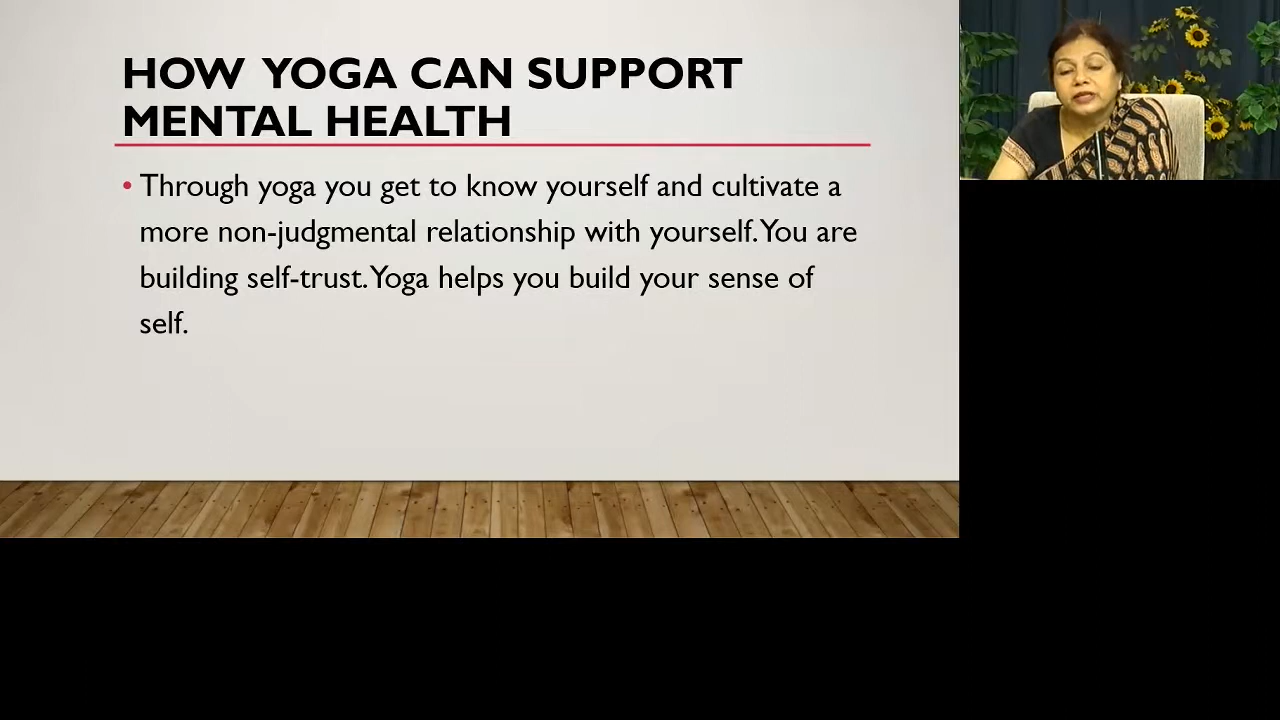 HOW YOGA CAN SUPPORT
MENTAL HEALTH
• Through yoga you get to know yourself and cultivate a
more non-judgmental relationship with yourself. You are
building self-trust. Yoga helps you build your sense of
self.